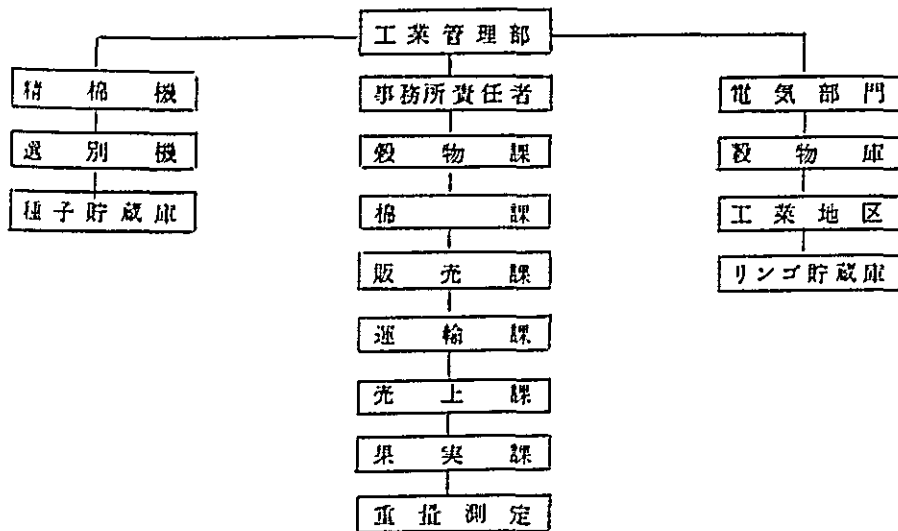 工業管理部
精棉機
選別機
種子貯蔵庫
事務所責任者
穀物課
棉課
販売課
運輸課
売上課
果実課
重量測定
電気部門
穀物庫
工業地区
リンゴ貯蔵庫